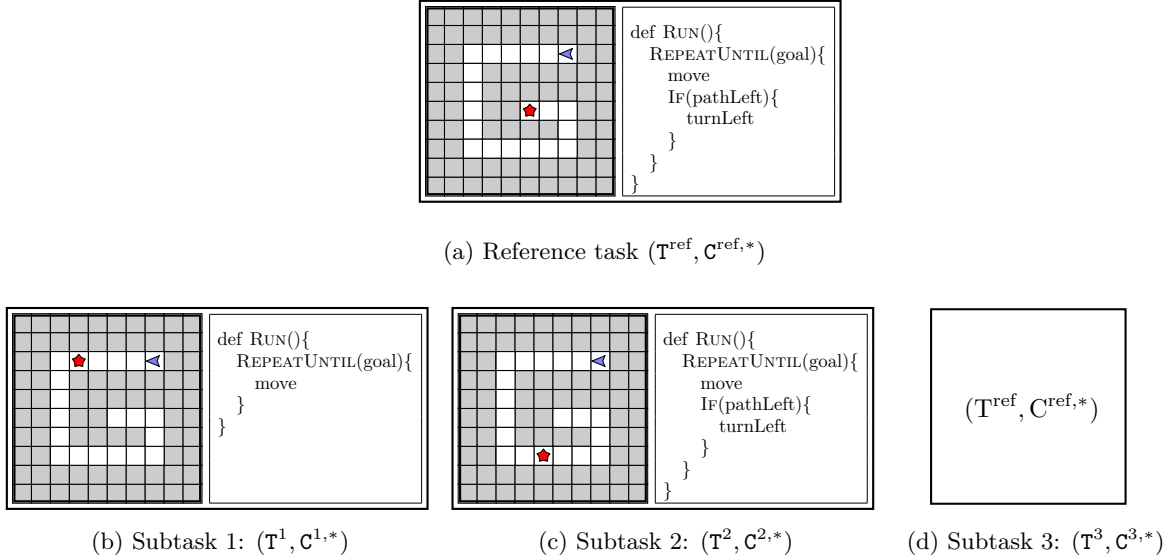 def RUN(){
REPEATUNTIL(goal){
move
IF(pathLeft){
turnLeft
}
}
}
(a) Reference task (T^ref, C^ref,*)
def RUN(){
REPEATUNTIL(goal){
move
}
}
def RUN(){
REPEATUNTIL(goal){
move
IF(pathLeft){
turnLeft
}
}
}
(T^ref, C^ref,*)
(b) Subtask 1: (T^1, C^1,*)
(c) Subtask 2: (T^2, C^2,*)
(d) Subtask 3: (T^3, C^3,*)